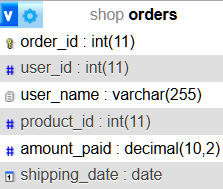 v shop orders
order_id : int(11)
# user_id : int(11)
user_name : varchar(255)
# product_id : int(11)
# amount_paid : decimal(10,2)
shipping_date : date